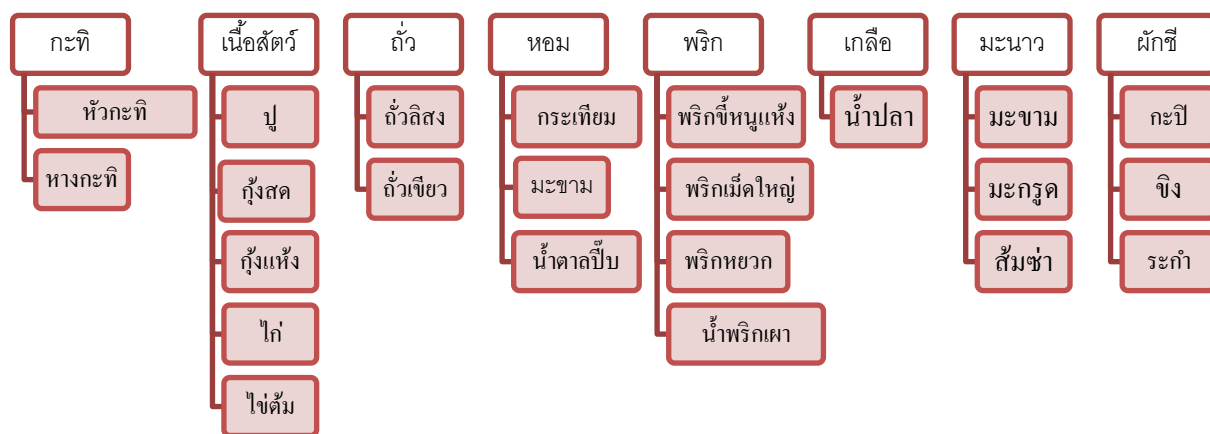 กะทิ
หัวกะทิ
หางกะทิ
เนื้อสัตว์
ปู
กุ้งสด
กุ้งแห้ง
ไก่
ไข่ต้ม
ถั่ว
ถั่วลิสง
ถั่วเขียว
หอม
กระเทียม
มะขาม
น้ำตาลปี๊บ
พริก
พริกขี้หนูแห้ง
พริกเม็ดใหญ่
พริกหยวก
น้ำพริกเผา
เกลือ
น้ำปลา
มะนาว
มะขาม
มะกรูด
ส้มซ่า
ผักชี
กะปิ
ขิง
ระกำ